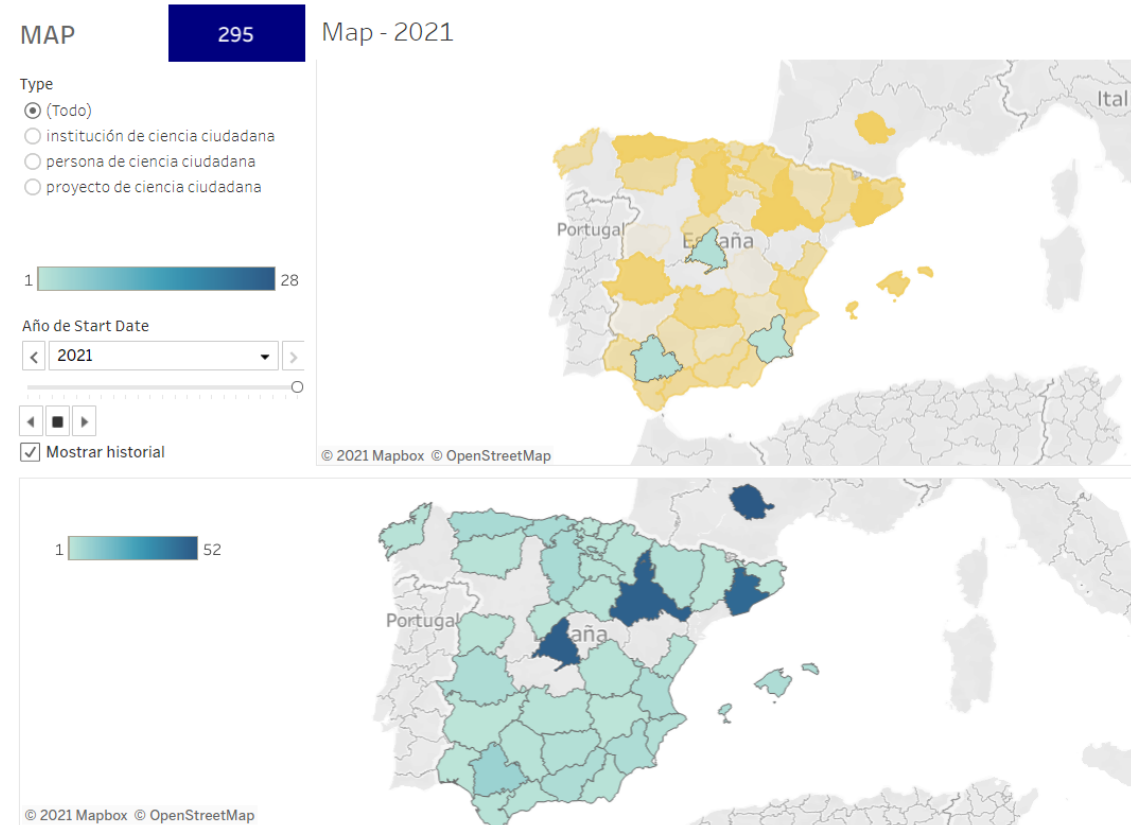 MAP
295
Map - 2021
Type
(Todo)
institución de ciencia ciudadana
persona de ciencia ciudadana
proyecto de ciencia ciudadana
1
28
Año de Start Date
2021
Mostrar historial
Ital
Portugal
España
© 2021 Mapbox © OpenStreetMap
1
52
Portugal
aña
© 2021 Mapbox © OpenStreetMap